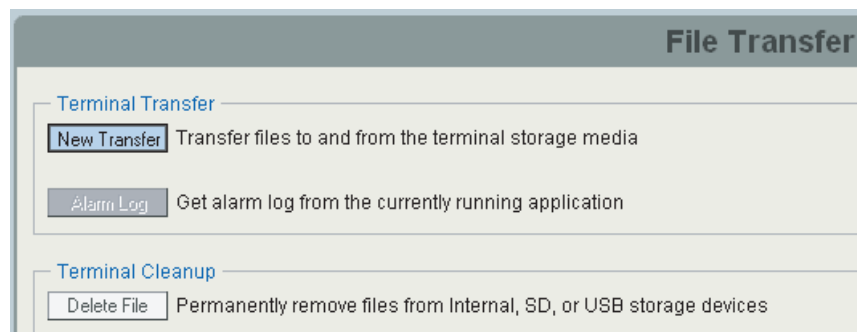 File Transfer
Terminal Transfer
New Transfer Transfer files to and from the terminal storage media
Alarm Log Get alarm log from the currently running application
Terminal Cleanup
Delete File Permanently remove files from Internal, SD, or USB storage devices